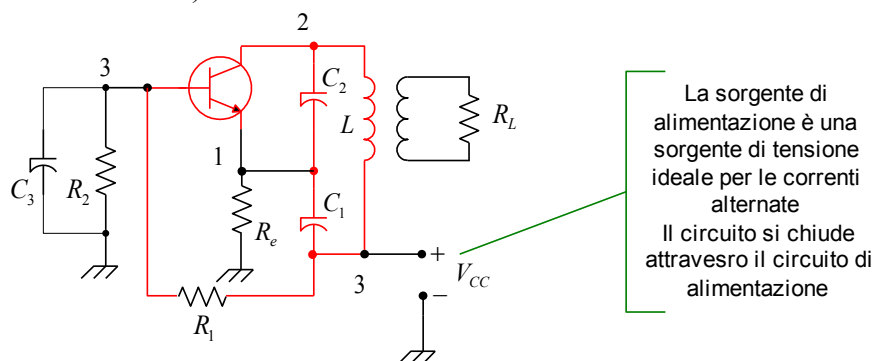 2
3
C2
L
RL
1
C3
R2
Re
C1
3
+
VCC
−
R1
La sorgente di
alimentazione è una
sorgente di tensione
ideale per le correnti
alternate
Il circuito si chiude
attravesro il circuito di
alimentazione